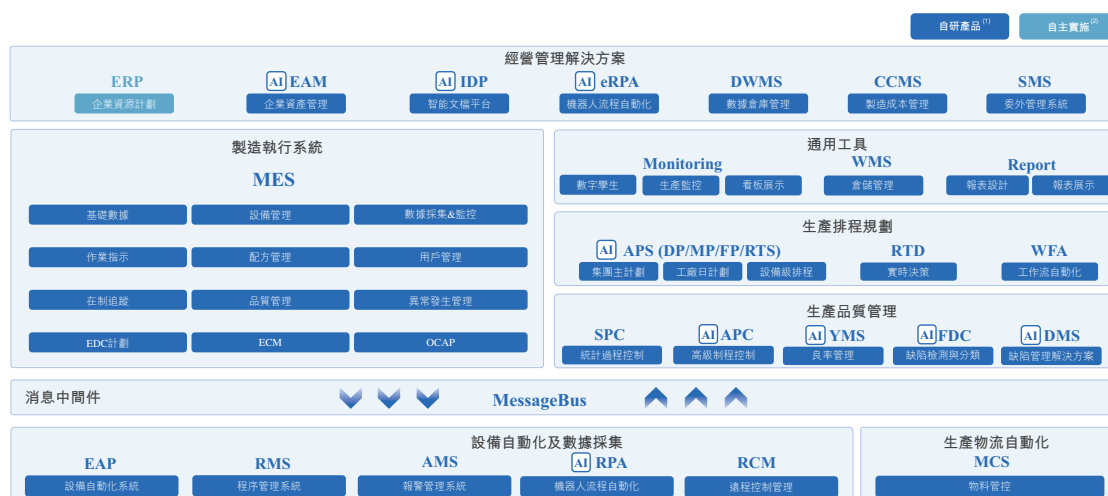 自研產品(1) 自主實施(2)
經營管理解決方案
ERP AI EAM AI IDP AI eRPA DWMS CCMS SMS
企業資源計劃 企業資產管理 智能文檔平台 機器人流程自動化 數據倉庫管理 製造成本管理 委外管理系統
製造執行系統
MES
基礎數據 設備管理 數據採集&監控
作業指示 配方管理 用戶管理
在制追蹤 品質管理 異常發生管理
EDC計劃 ECM OCAP
通用工具
Monitoring WMS Report
數字孿生 生產監控 看板展示 倉儲管理 報表設計 報表展示
生產排程規劃
AI APS (DP/MP/FP/RTS) RTD WFA
集團主計劃 工廠日計劃 設備級排程 實時決策 工作流自動化
生產品質管理
SPC AI APC AI YMS AI FDC AI DMS
統計過程控制 高級制程控制 良率管理 缺陷檢測與分類 缺陷管理解決方案
消息中間件 MessageBus
設備自動化及數據採集
EAP RMS AMS AI RPA RCM
設備自動化系統 程序管理系統 報警管理系統 機器人流程自動化 遠程控制管理
生產物流自動化
MCS
物料管控